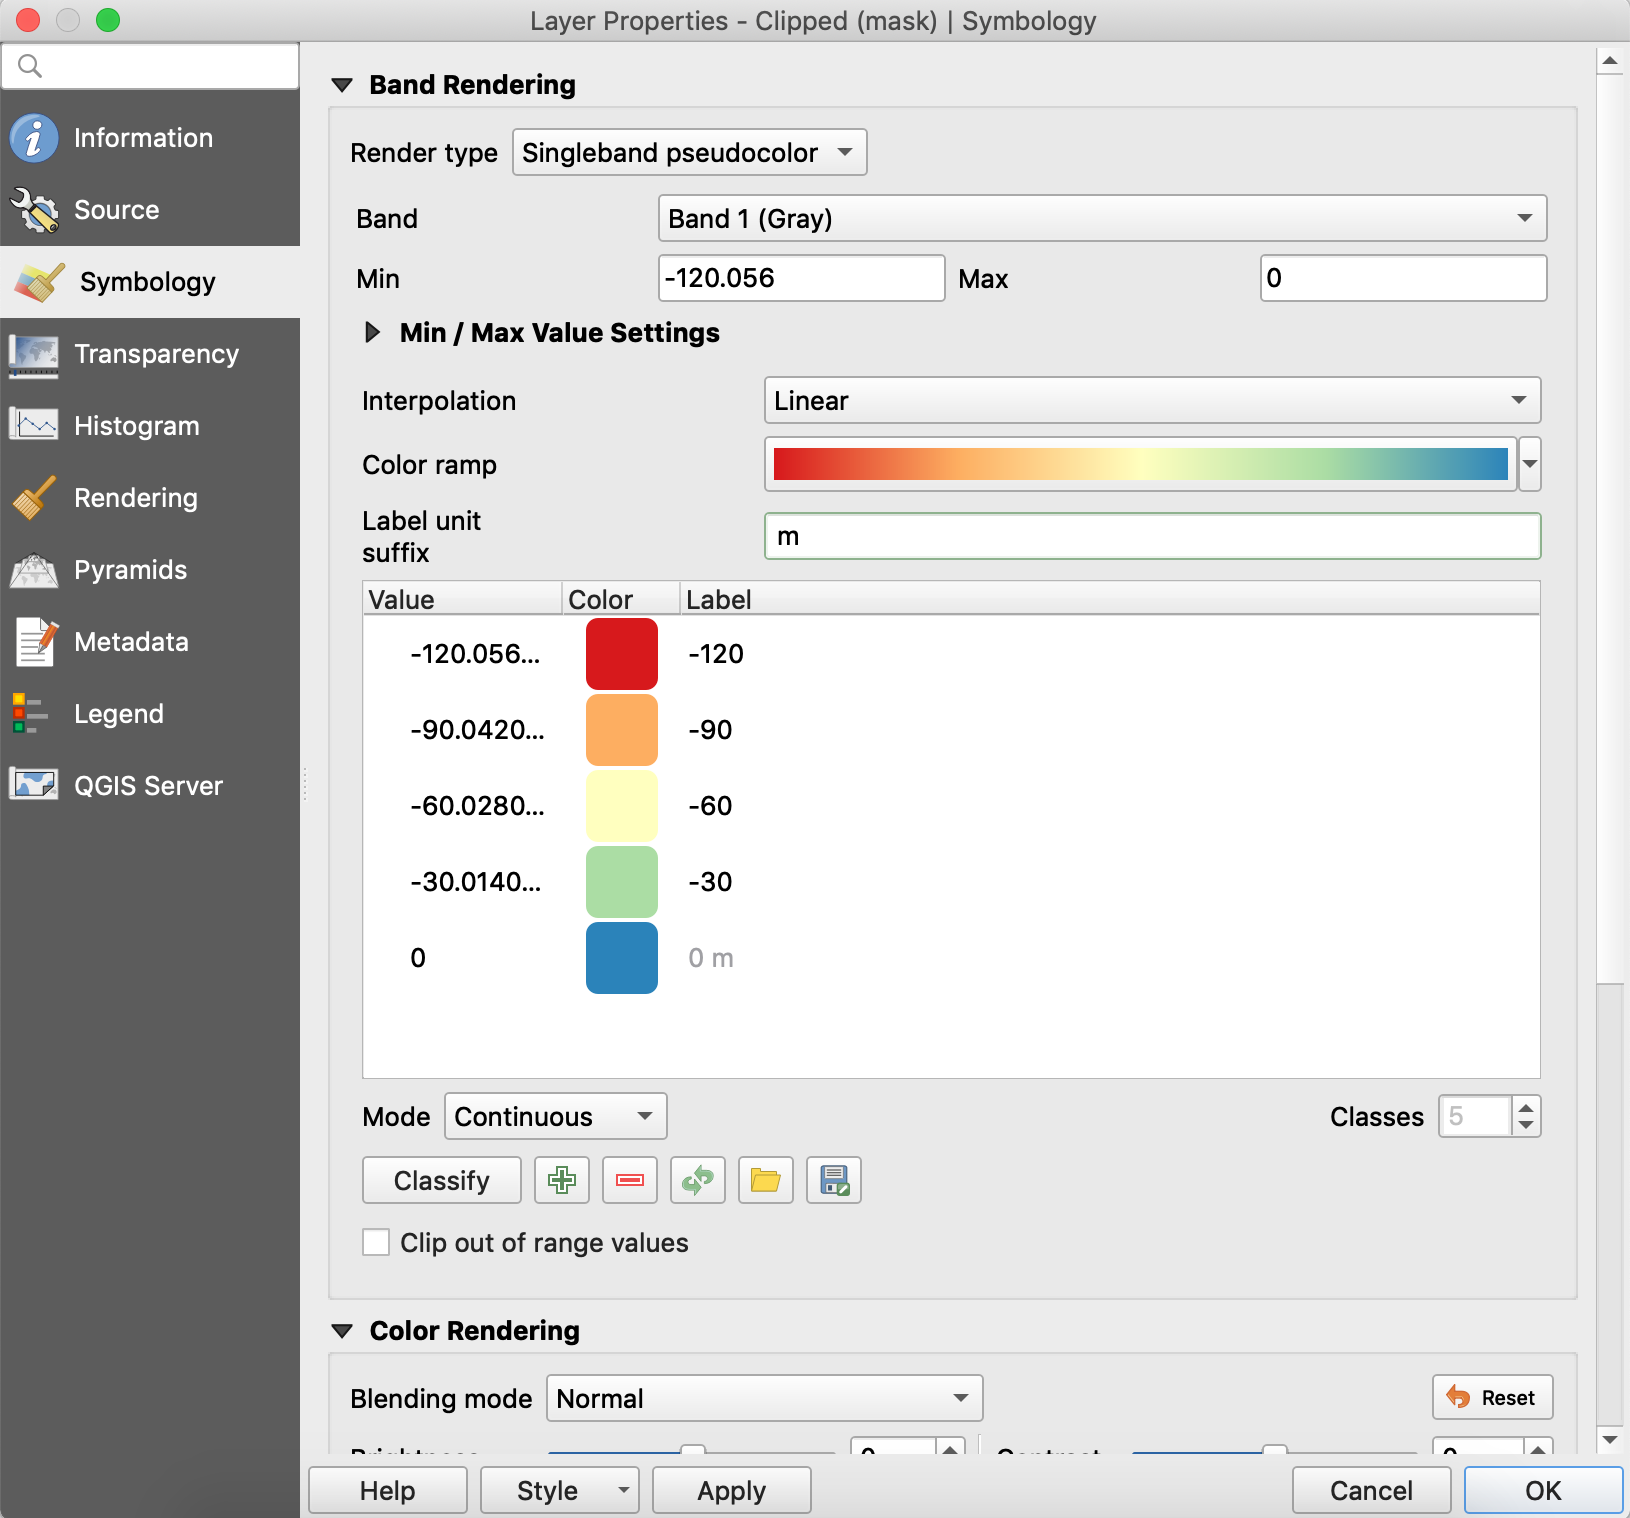 Layer Properties - Clipped (mask) | Symbology
Information
Source
Symbology
Transparency
Histogram
Rendering
Pyramids
Metadata
Legend
QGIS Server
Band Rendering
Render type Singleband pseudocolor
Band Band 1 (Gray)
Min -120.056 Max 0
Min / Max Value Settings
Interpolation Linear
Color ramp
Label unit
suffix
m
Value Color Label
-120.056... -120
-90.0420... -90
-60.0280... -60
-30.0140... -30
0 0 m
Mode Continuous Classes 5
Classify
Clip out of range values
Color Rendering
Blending mode Normal Reset
Brightness 0 Contrast 0
Help Style Apply Cancel OK